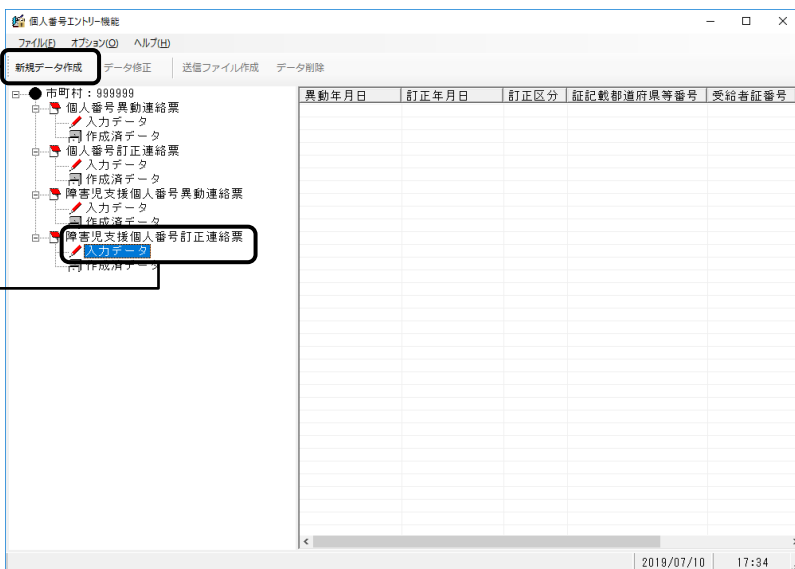 個人番号エントリー機能
ファイル(F) オプション(O) ヘルプ(H)
新規データ作成 データ修正 送信ファイル作成 データ削除
市町村：999999
個人番号異動連絡票
入力データ
作成済データ
個人番号訂正連絡票
入力データ
作成済データ
障害児支援個人番号異動連絡票
入力データ
作成済データ
障害児支援個人番号訂正連絡票
入力データ
作成済データ
異動年月日 訂正年月日 訂正区分 証記載都道府県等番号 受給者証番号
2019/07/10 17:34